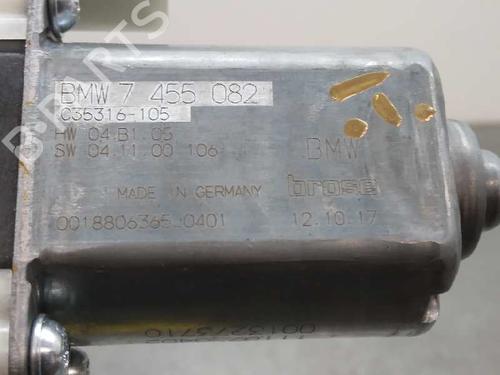 BMW 7 455 082
C35316-105
HW 04.B1.05
SW 04.11.00 106
BMW
MADE IN GERMANY
brose
0018806365 0401
12.10.17